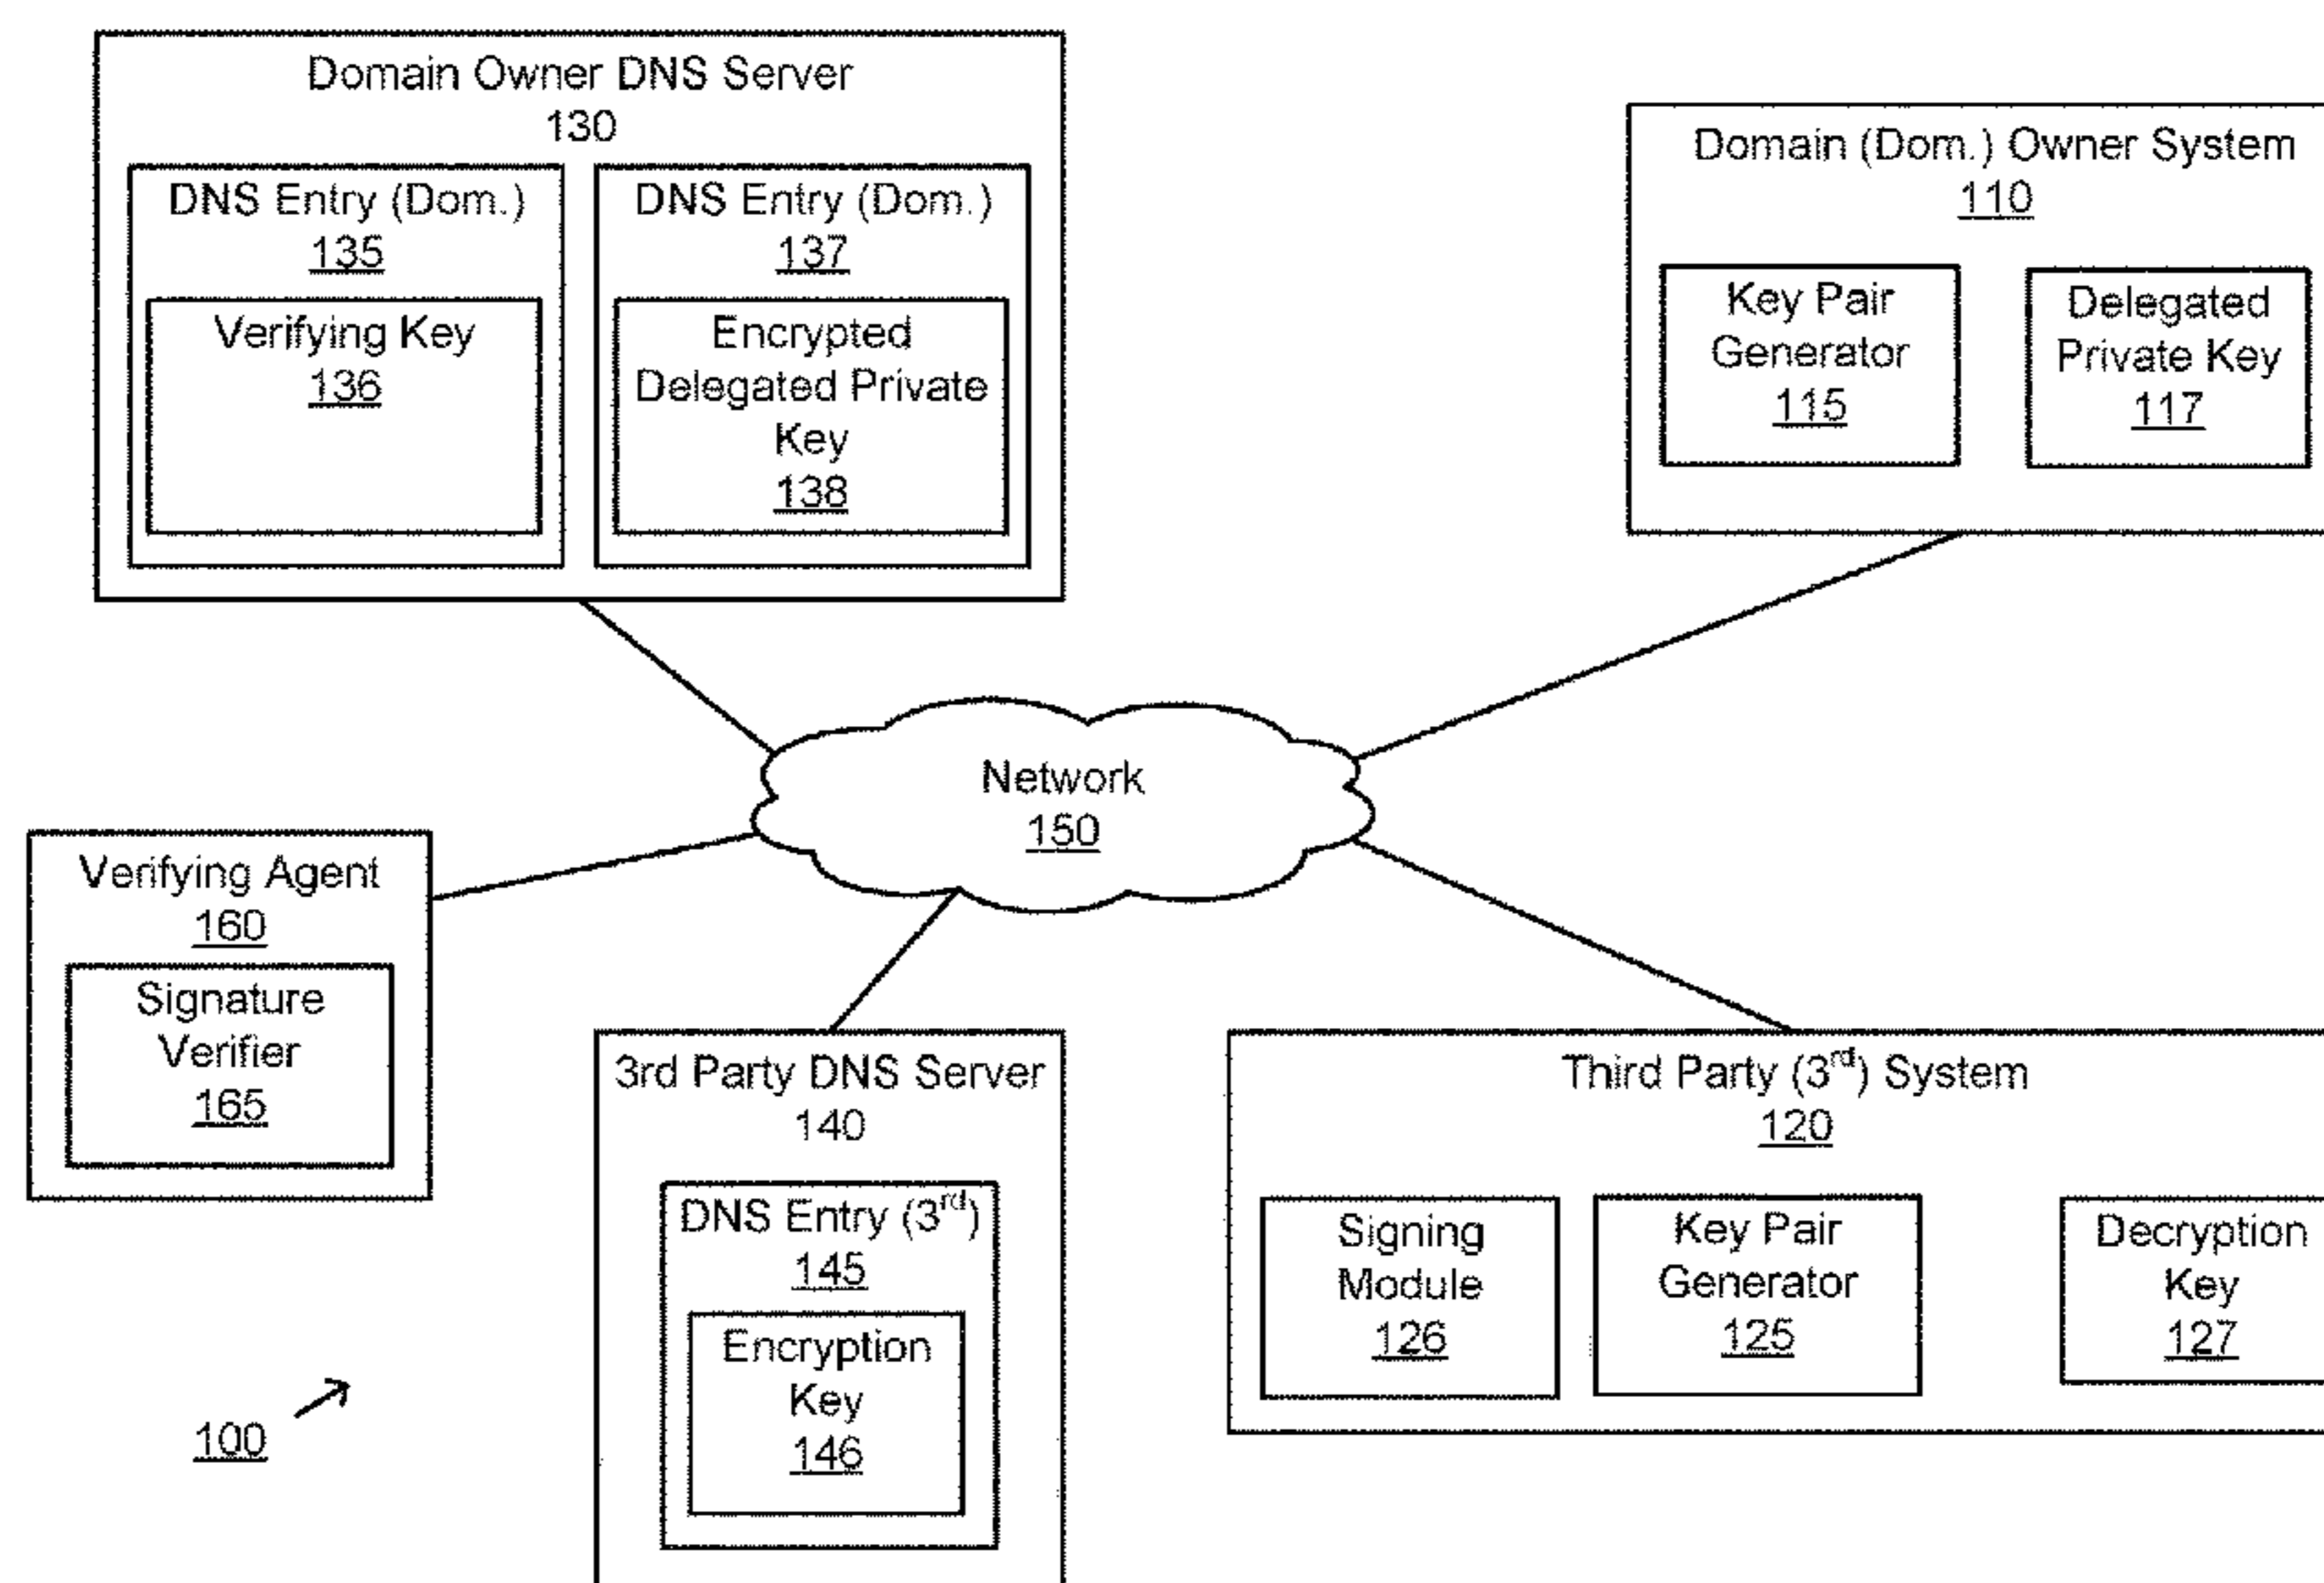 Domain Owner DNS Server
130
DNS Entry (Dom.)
135
Verifying Key
136
DNS Entry (Dom.)
137
Encrypted
Delegated Private
Key
138
Domain (Dom.) Owner System
110
Key Pair
Generator
115
Delegated
Private Key
117
Network
150
Verifying Agent
160
Signature
Verifier
165
3rd Party DNS Server
140
DNS Entry (3rd)
145
Encryption
Key
146
Third Party (3rd) System
120
Signing
Module
126
Key Pair
Generator
125
Decryption
Key
127
100